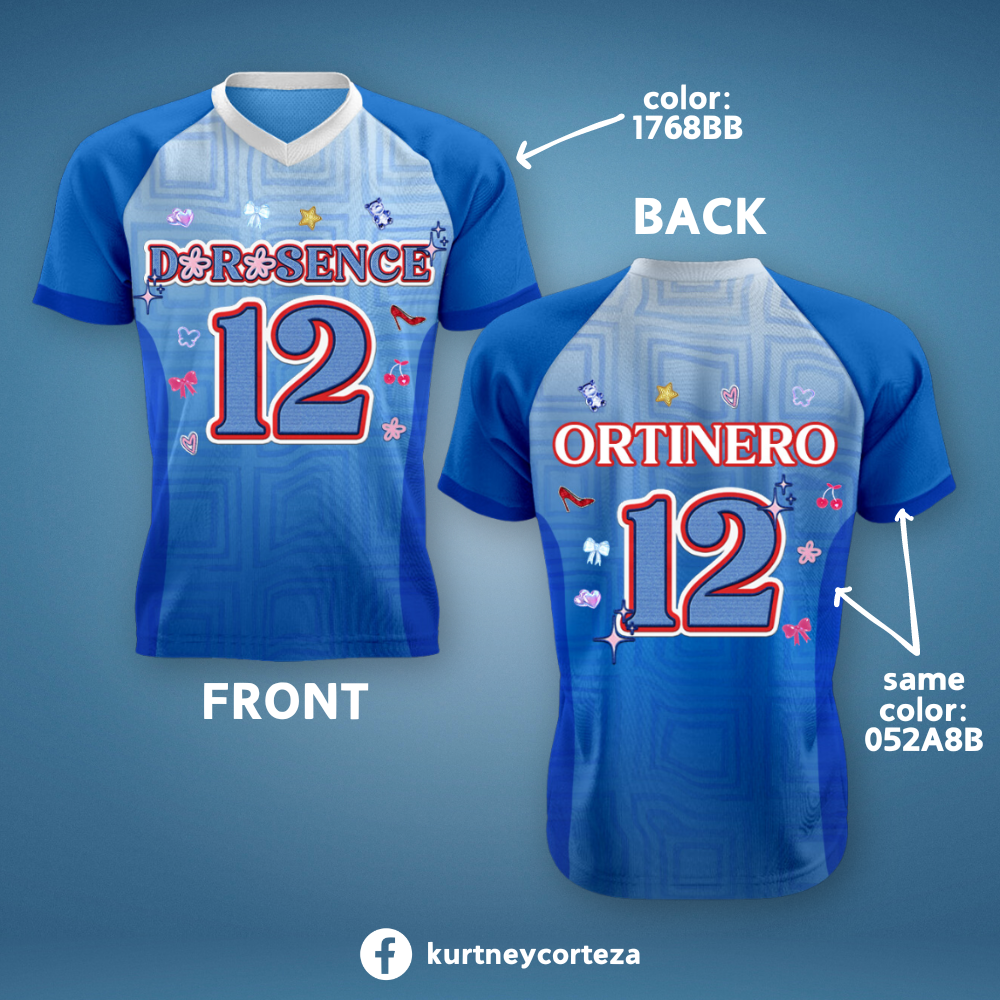 color:
1768BB
BACK
D✿R✿SENCE
12
ORTINERO
12
FRONT
same
color:
052A8B
kurtneycorteza